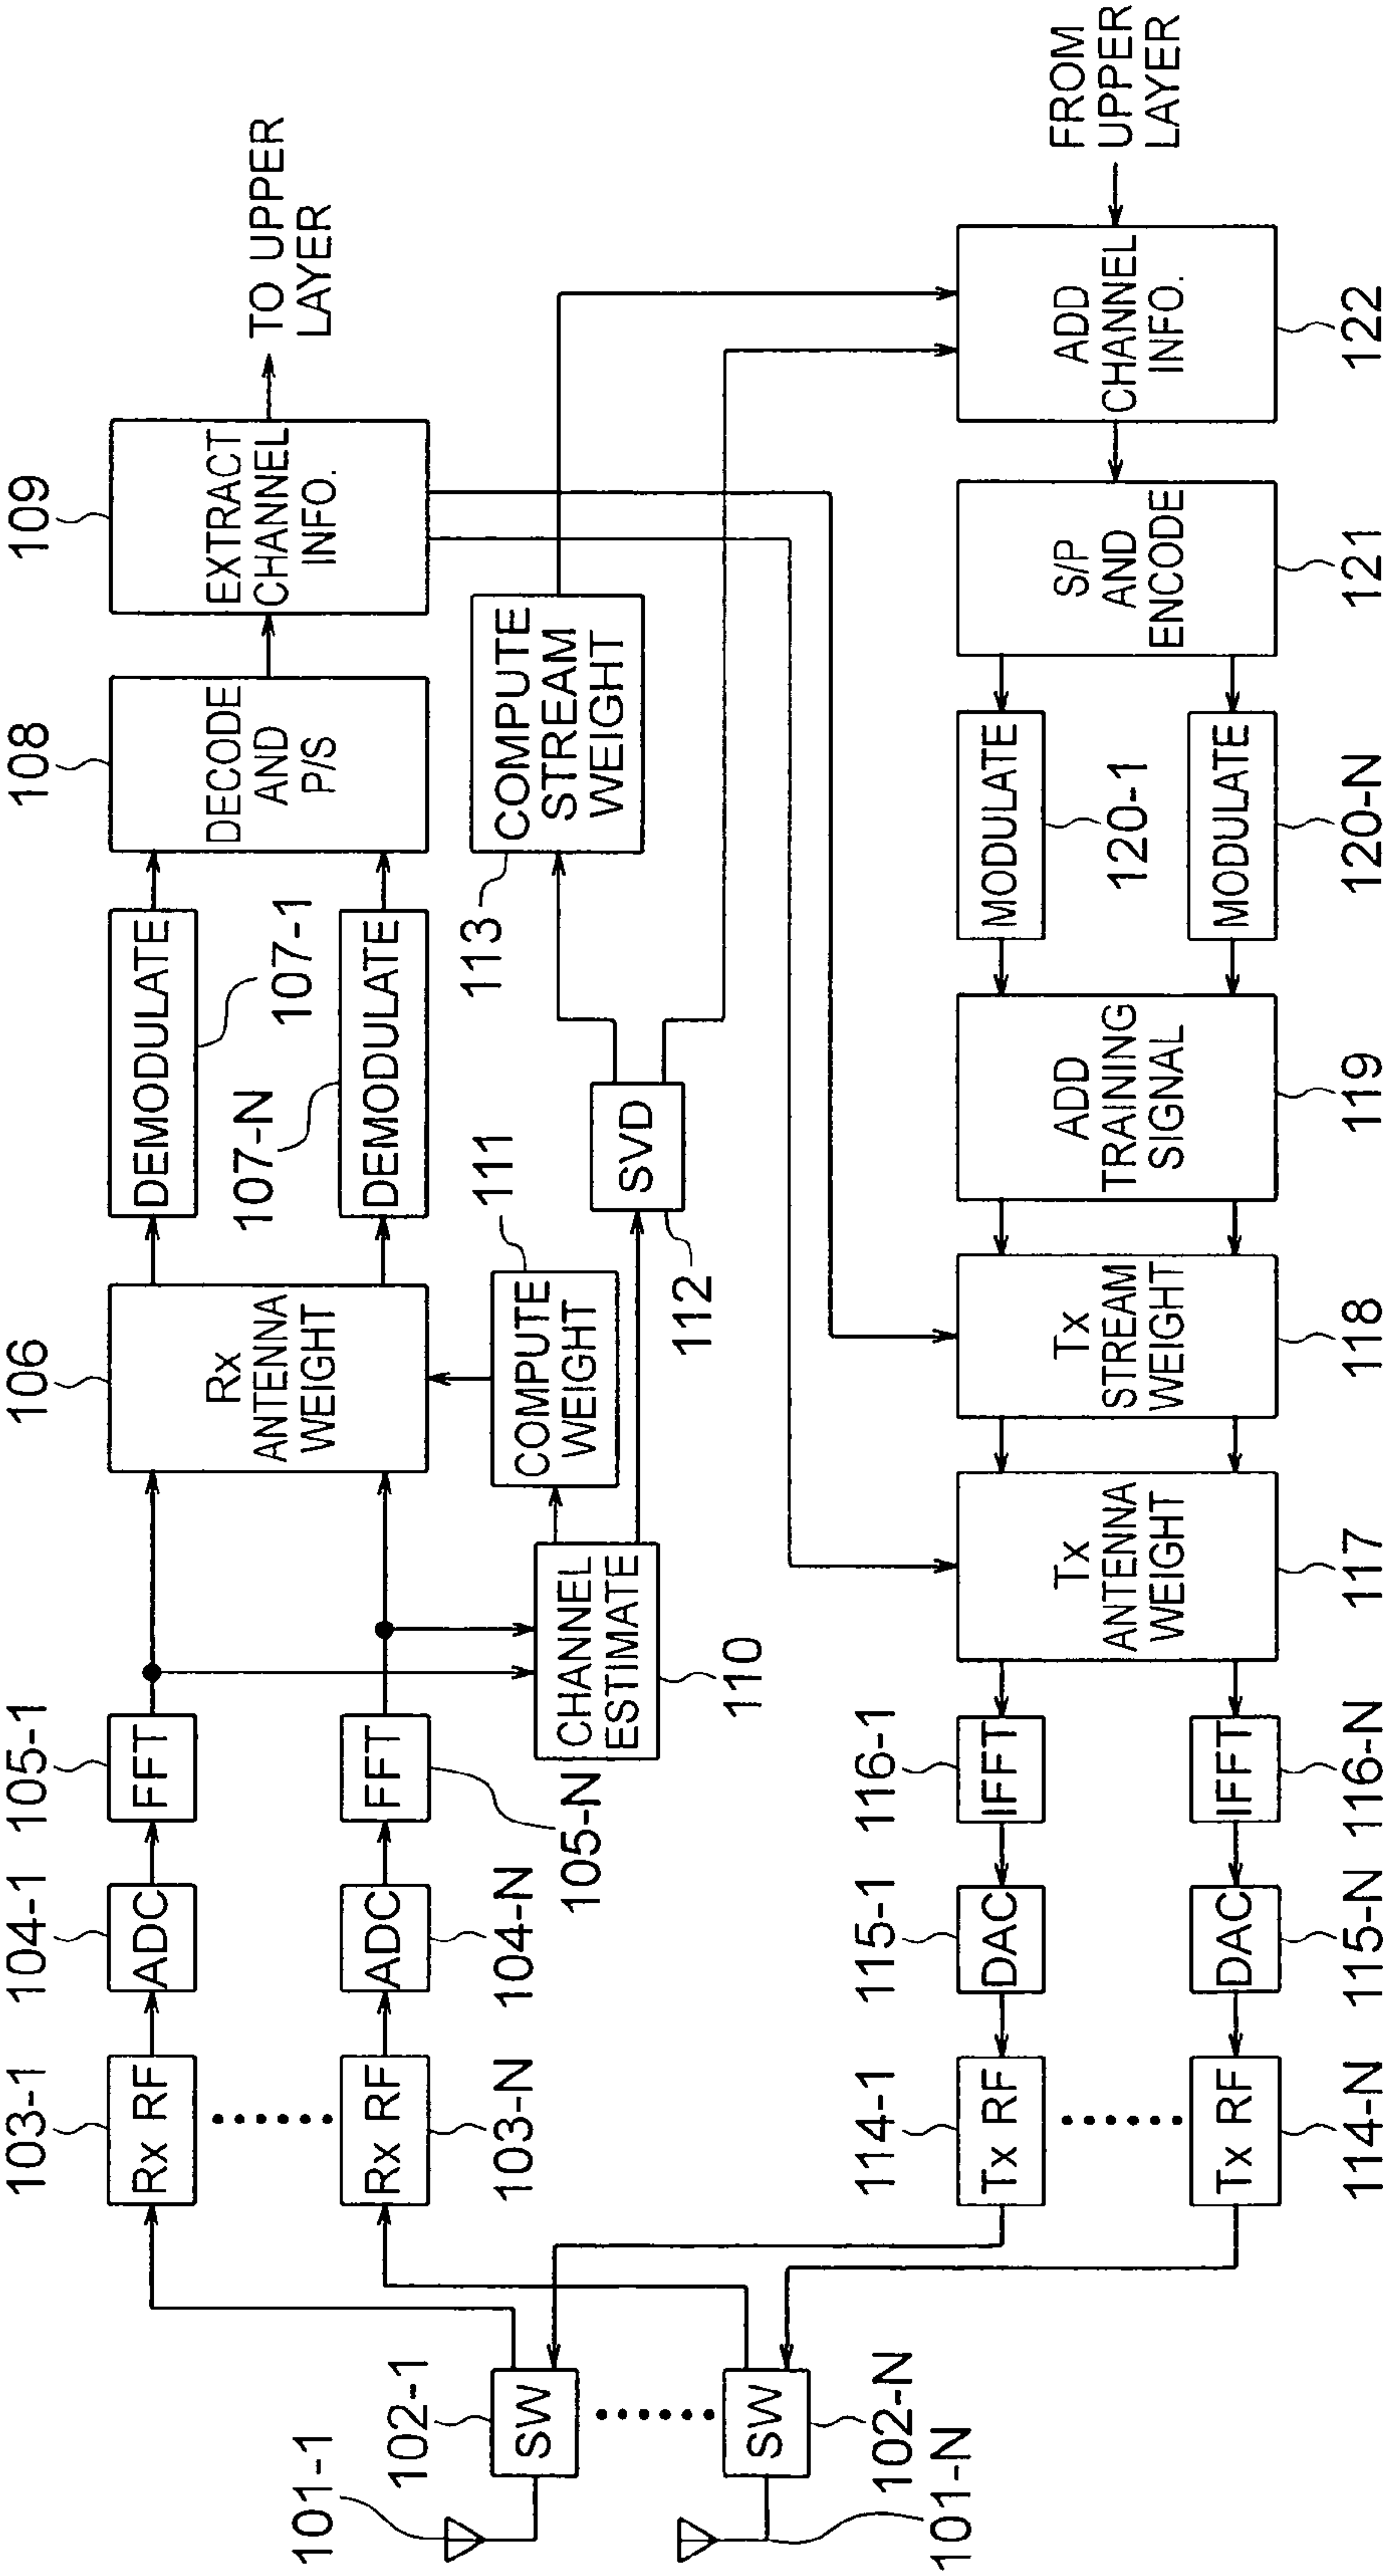 101-1
101-N
102-1
SW
102-N
SW
103-1
Rx RF
103-N
Rx RF
104-1
ADC
104-N
ADC
105-1
FFT
105-N
FFT
106
Rx
ANTENNA
WEIGHT
107-1
DEMODULATE
107-N
DEMODULATE
108
DECODE
AND
P/S
109
EXTRACT
CHANNEL
INFO.
TO UPPER
LAYER
110
CHANNEL
ESTIMATE
111
COMPUTE
WEIGHT
112
SVD
113
COMPUTE
STREAM
WEIGHT
114-1
Tx RF
114-N
Tx RF
115-1
DAC
115-N
DAC
116-1
IFFT
116-N
IFFT
117
Tx
ANTENNA
WEIGHT
118
Tx
STREAM
WEIGHT
119
ADD
TRAINING
SIGNAL
120-1
MODULATE
120-N
MODULATE
121
S/P
AND
ENCODE
122
ADD
CHANNEL
INFO.
FROM
UPPER
LAYER